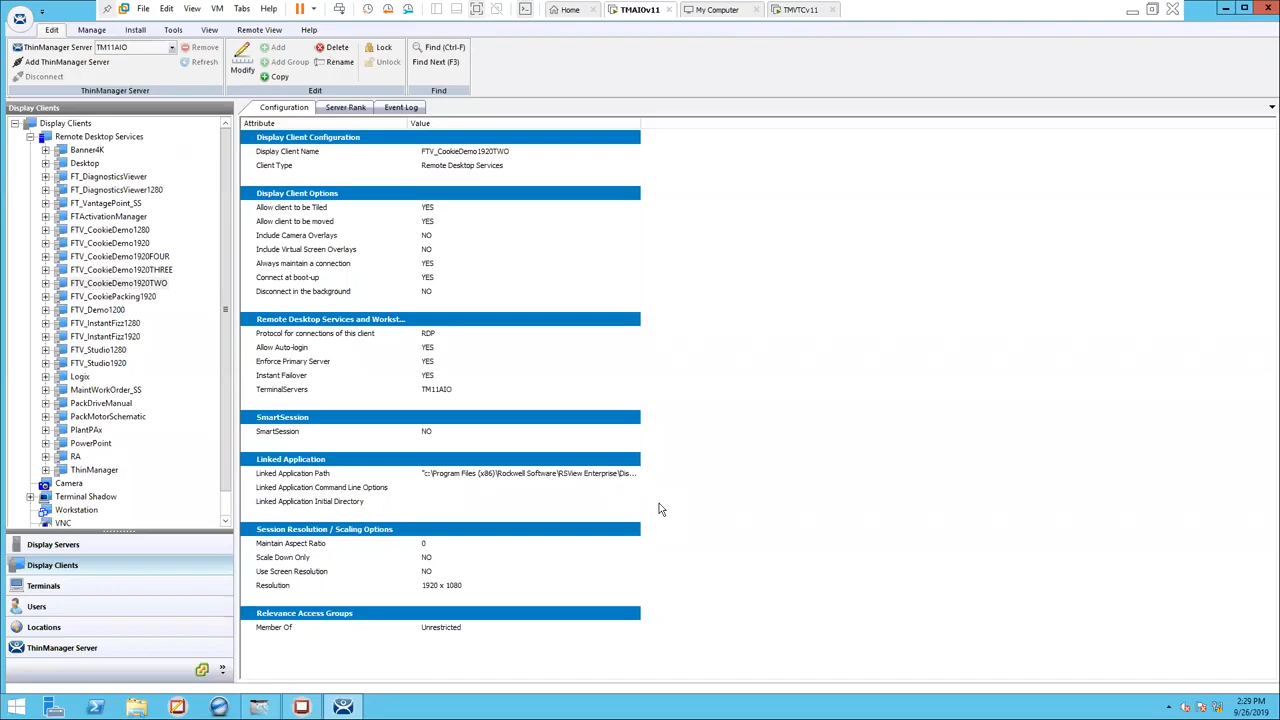 File Edit View VM Tabs Help Home TMAIOv11 My Computer TMVTCv11
Edit Manage Install Tools View Remote View Help
ThinManager Server TM11AIO Remove Add Delete Lock Find (Ctrl-F)
Add ThinManager Server Refresh Modify Add Group Rename Unlock Find Next (F3)
Disconnect Copy
ThinManager Server Edit Find
Display Clients
Display Clients
Remote Desktop Services
Banner4K
Desktop
FT_DiagnosticsViewer
FT_DiagnosticsViewer1280
FT_VantagePoint_SS
FTActivationManager
FTV_CookieDemo1280
FTV_CookieDemo1920
FTV_CookieDemo1920FOUR
FTV_CookieDemo1920THREE
FTV_CookieDemo1920TWO
FTV_CookiePacking1920
FTV_Demo1200
FTV_InstantFizz1280
FTV_InstantFizz1920
FTV_Studio1280
FTV_Studio1920
Logix
MaintWorkOrder_SS
PackDriveManual
PackMotorSchematic
PlantPAx
PowerPoint
RA
ThinManager
Camera
Terminal Shadow
Workstation
VNC
Display Servers
Display Clients
Terminals
Users
Locations
ThinManager Server
Configuration Server Rank Event Log
Attribute Value
Display Client Configuration
Display Client Name FTV_CookieDemo1920TWO
Client Type Remote Desktop Services
Display Client Options
Allow client to be Tiled YES
Allow client to be moved YES
Include Camera Overlays NO
Include Virtual Screen Overlays NO
Always maintain a connection YES
Connect at boot-up YES
Disconnect in the background NO
Remote Desktop Services and Workst...
Protocol for connections of this client RDP
Allow Auto-login YES
Enforce Primary Server YES
Instant Failover YES
TerminalServers TM11AIO
SmartSession
SmartSession NO
Linked Application
Linked Application Path "c:\Program Files (x86)\Rockwell Software\RSView Enterprise\Dis...
Linked Application Command Line Options
Linked Application Initial Directory
Session Resolution / Scaling Options
Maintain Aspect Ratio 0
Scale Down Only NO
Use Screen Resolution NO
Resolution 1920 x 1080
Relevance Access Groups
Member Of Unrestricted
2:29 PM
9/26/2019